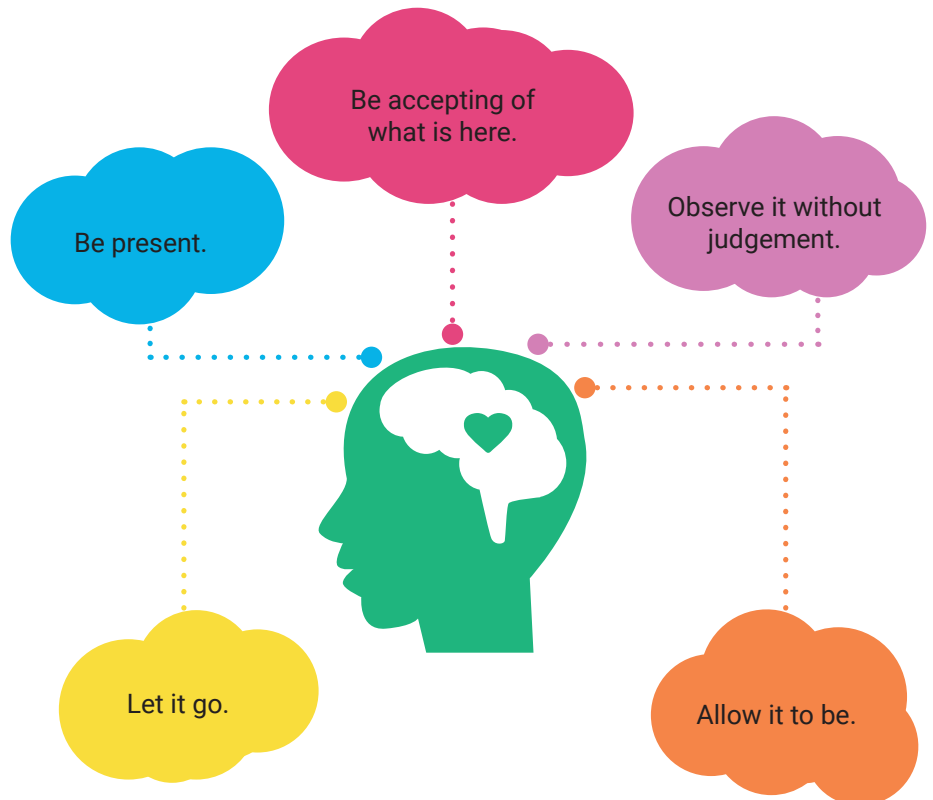 Be accepting of
what is here.
Be present.
Observe it without
judgement.
Let it go.
Allow it to be.